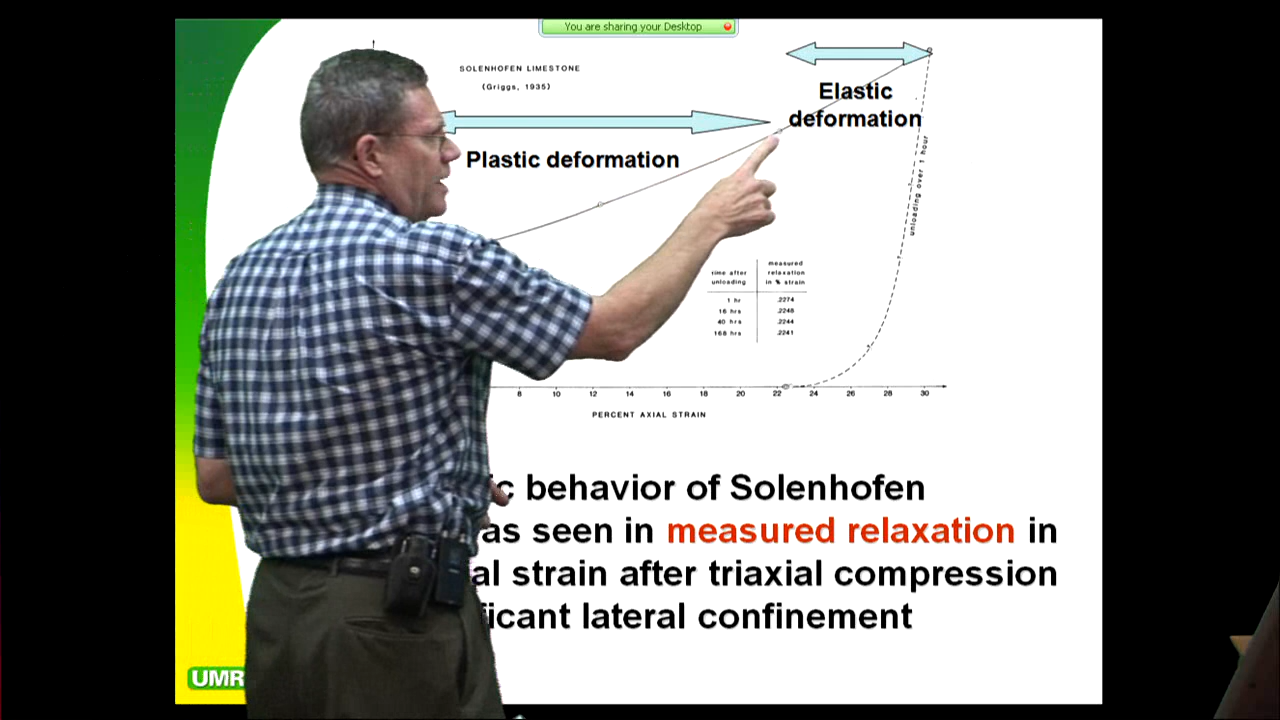 You are sharing your Desktop
SOLENHOFEN LIMESTONE
(Griggs, 1935)
Elastic
deformation
Plastic deformation
unloading over 1 hour
time after unloading measured relaxation in % strain
1 hr .2274
16 hrs .2248
40 hrs .2244
168 hrs .2241
8 10 12 14 16 18 20 22 24 26 28 30
PERCENT AXIAL STRAIN
c behavior of Solenhofen
as seen in measured relaxation in
al strain after triaxial compression
icant lateral confinement
UMR